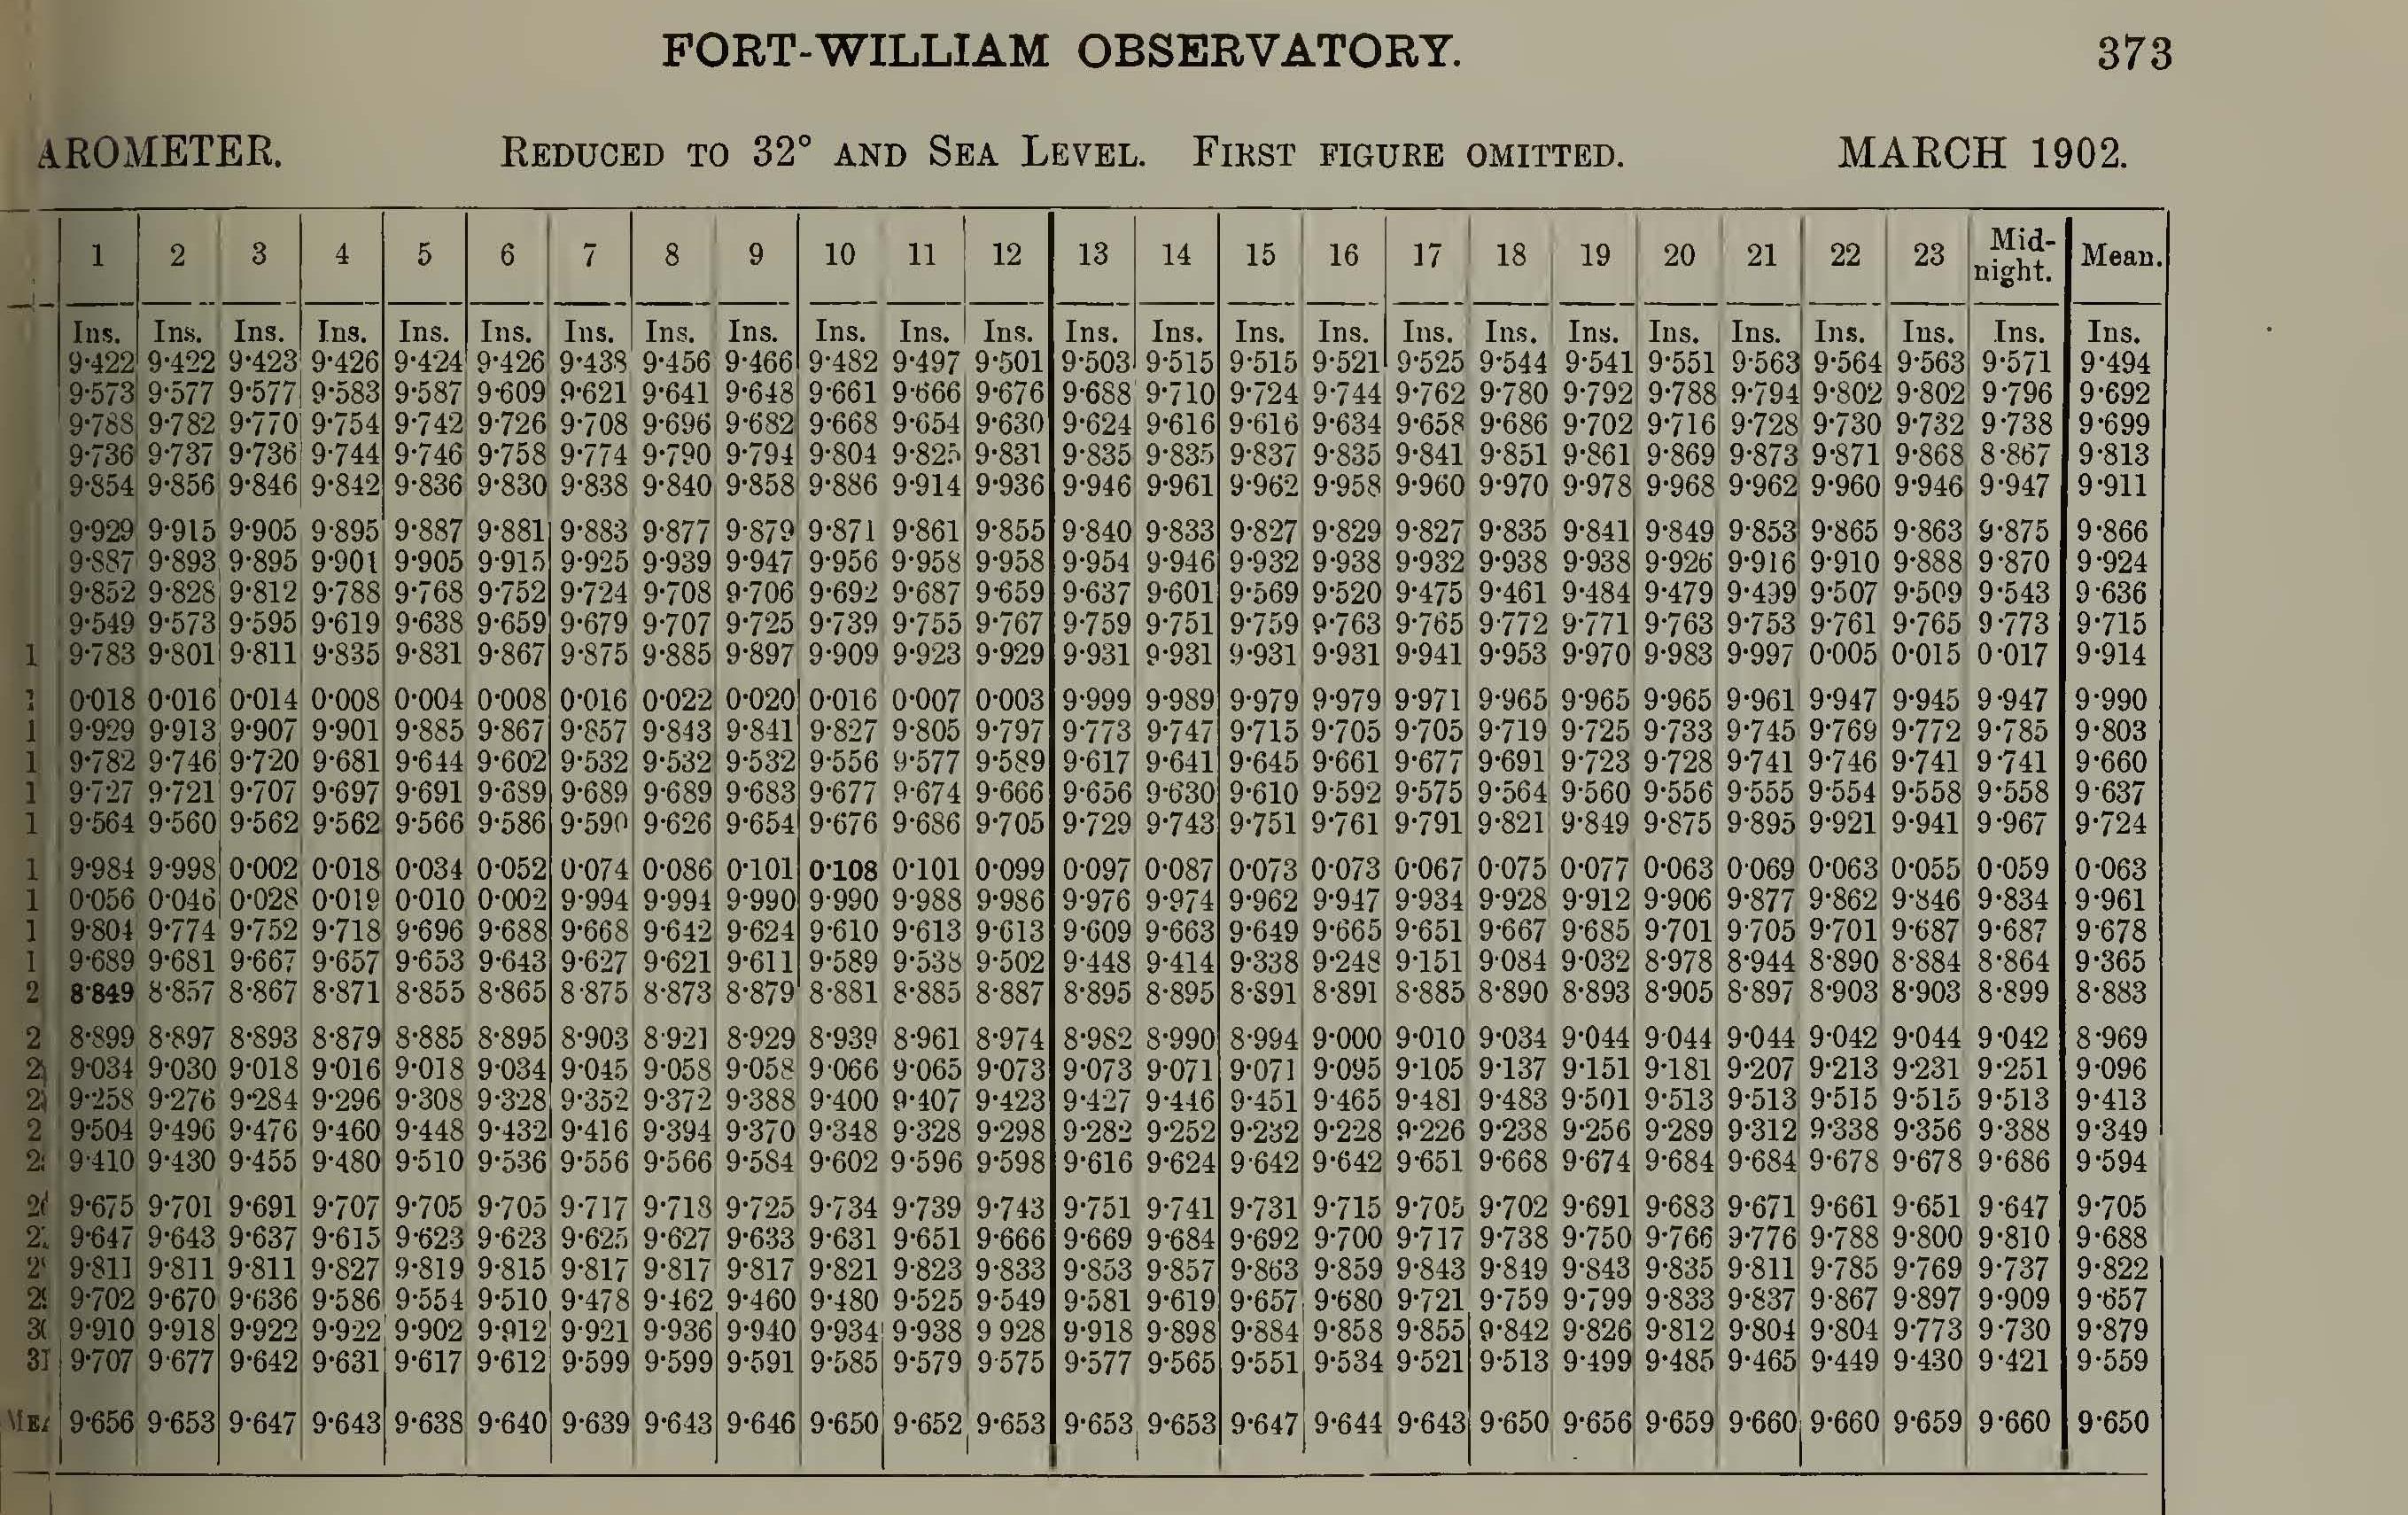 FORT-WILLIAM OBSERVATORY. 373
AROMETER. REDUCED TO 32° AND SEA LEVEL. FIRST FIGURE OMITTED. MARCH 1902.
1 2 3 4 5 6 7 8 9 10 11 12 13 14 15 16 17 18 19 20 21 22 23 Mid-night. Mean.
Ins. Ins. Ins. Ins. Ins. Ins. Ins. Ins. Ins. Ins. Ins. Ins. Ins. Ins. Ins. Ins. Ins. Ins. Ins. Ins. Ins. Ins. Ins. Ins. Ins.
9·422 9·422 9·423 9·426 9·424 9·426 9·438 9·456 9·466 9·482 9·497 9·501 9·503 9·515 9·515 9·521 9·525 9·544 9·541 9·551 9·563 9·564 9·563 9·571 9·494
9·573 9·577 9·577 9·583 9·587 9·609 9·621 9·641 9·648 9·661 9·666 9·676 9·688 9·710 9·724 9·744 9·762 9·780 9·792 9·788 9·794 9·802 9·802 9·796 9·692
9·788 9·782 9·770 9·754 9·742 9·726 9·708 9·696 9·682 9·668 9·654 9·630 9·624 9·616 9·616 9·634 9·658 9·686 9·702 9·716 9·728 9·730 9·732 9·738 9·699
9·736 9·737 9·736 9·744 9·746 9·758 9·774 9·790 9·794 9·804 9·825 9·831 9·835 9·835 9·837 9·835 9·841 9·851 9·861 9·869 9·873 9·871 9·868 8·867 9·813
9·854 9·856 9·846 9·842 9·836 9·830 9·838 9·840 9·858 9·886 9·914 9·936 9·946 9·961 9·962 9·958 9·960 9·970 9·978 9·968 9·962 9·960 9·946 9·947 9·911
9·929 9·915 9·905 9·895 9·887 9·881 9·883 9·877 9·879 9·871 9·861 9·855 9·840 9·833 9·827 9·829 9·827 9·835 9·841 9·849 9·853 9·865 9·863 9·875 9·866
9·887 9·893 9·895 9·901 9·905 9·915 9·925 9·939 9·947 9·956 9·958 9·958 9·954 9·946 9·932 9·938 9·932 9·938 9·938 9·926 9·916 9·910 9·888 9·870 9·924
9·852 9·828 9·812 9·788 9·768 9·752 9·724 9·708 9·706 9·692 9·687 9·659 9·637 9·601 9·569 9·520 9·475 9·461 9·484 9·479 9·499 9·507 9·509 9·543 9·636
9·549 9·573 9·595 9·619 9·638 9·659 9·679 9·707 9·725 9·739 9·755 9·767 9·759 9·751 9·759 9·763 9·765 9·772 9·771 9·763 9·753 9·761 9·765 9·773 9·715
1 9·783 9·801 9·811 9·835 9·831 9·867 9·875 9·885 9·897 9·909 9·923 9·929 9·931 9·931 9·931 9·931 9·941 9·953 9·970 9·983 9·997 0·005 0·015 0·017 9·914
0·018 0·016 0·014 0·008 0·004 0·008 0·016 0·022 0·020 0·016 0·007 0·003 9·999 9·989 9·979 9·979 9·971 9·965 9·965 9·965 9·961 9·947 9·945 9·947 9·990
1 9·929 9·913 9·907 9·901 9·885 9·867 9·857 9·843 9·841 9·827 9·805 9·797 9·773 9·747 9·715 9·705 9·705 9·719 9·725 9·733 9·745 9·769 9·772 9·785 9·803
1 9·782 9·746 9·720 9·681 9·644 9·602 9·532 9·532 9·532 9·556 9·577 9·589 9·617 9·641 9·645 9·661 9·677 9·691 9·723 9·728 9·741 9·746 9·741 9·741 9·660
1 9·727 9·721 9·707 9·697 9·691 9·689 9·689 9·689 9·683 9·677 9·674 9·666 9·656 9·630 9·610 9·592 9·575 9·564 9·560 9·556 9·555 9·554 9·558 9·558 9·637
1 9·564 9·560 9·562 9·562 9·566 9·586 9·590 9·626 9·654 9·676 9·686 9·705 9·729 9·743 9·751 9·761 9·791 9·821 9·849 9·875 9·895 9·921 9·941 9·967 9·724
1 9·984 9·998 0·002 0·018 0·034 0·052 0·074 0·086 0·101 0·108 0·101 0·099 0·097 0·087 0·073 0·073 0·067 0·075 0·077 0·063 0·069 0·063 0·055 0·059 0·063
1 0·056 0·046 0·028 0·019 0·010 0·002 9·994 9·994 9·990 9·990 9·988 9·986 9·976 9·974 9·962 9·947 9·934 9·928 9·912 9·906 9·877 9·862 9·846 9·834 9·961
1 9·804 9·774 9·752 9·718 9·696 9·688 9·668 9·642 9·624 9·610 9·613 9·613 9·609 9·663 9·649 9·665 9·651 9·667 9·685 9·701 9·705 9·701 9·687 9·687 9·678
1 9·689 9·681 9·667 9·657 9·653 9·643 9·627 9·621 9·611 9·589 9·538 9·502 9·448 9·414 9·338 9·248 9·151 9·084 9·032 8·978 8·944 8·890 8·884 8·864 9·365
2 8·849 8·857 8·867 8·871 8·855 8·865 8·875 8·873 8·879 8·881 8·885 8·887 8·895 8·895 8·891 8·891 8·885 8·890 8·893 8·905 8·897 8·903 8·903 8·899 8·883
2 8·899 8·897 8·893 8·879 8·885 8·895 8·903 8·921 8·929 8·939 8·961 8·974 8·982 8·990 8·994 9·000 9·010 9·034 9·044 9·044 9·044 9·042 9·044 9·042 8·969
2 9·034 9·030 9·018 9·016 9·018 9·034 9·045 9·058 9·058 9·066 9·065 9·073 9·073 9·071 9·071 9·095 9·105 9·137 9·151 9·181 9·207 9·213 9·231 9·251 9·096
2 9·258 9·276 9·284 9·296 9·308 9·328 9·352 9·372 9·388 9·400 9·407 9·423 9·427 9·446 9·451 9·465 9·481 9·483 9·501 9·513 9·513 9·515 9·515 9·513 9·413
2 9·504 9·496 9·476 9·460 9·448 9·432 9·416 9·394 9·370 9·348 9·328 9·298 9·282 9·252 9·232 9·228 9·226 9·238 9·256 9·289 9·312 9·338 9·356 9·388 9·349
2 9·410 9·430 9·455 9·480 9·510 9·536 9·556 9·566 9·584 9·602 9·596 9·598 9·616 9·624 9·642 9·642 9·651 9·668 9·674 9·684 9·684 9·678 9·678 9·686 9·594
2 9·675 9·701 9·691 9·707 9·705 9·705 9·717 9·718 9·725 9·734 9·739 9·743 9·751 9·741 9·731 9·715 9·705 9·702 9·691 9·683 9·671 9·661 9·651 9·647 9·705
2 9·647 9·643 9·637 9·615 9·623 9·623 9·625 9·627 9·633 9·631 9·651 9·666 9·669 9·684 9·692 9·700 9·717 9·738 9·750 9·766 9·776 9·788 9·800 9·810 9·688
2 9·811 9·811 9·811 9·827 9·819 9·815 9·817 9·817 9·817 9·821 9·823 9·833 9·853 9·857 9·863 9·859 9·843 9·849 9·843 9·835 9·811 9·785 9·769 9·737 9·822
2 9·702 9·670 9·636 9·586 9·554 9·510 9·478 9·462 9·460 9·480 9·525 9·549 9·581 9·619 9·657 9·680 9·721 9·759 9·799 9·833 9·837 9·867 9·897 9·909 9·657
3 9·910 9·918 9·922 9·922 9·902 9·912 9·921 9·936 9·940 9·934 9·938 9 928 9·918 9·898 9·884 9·858 9·855 9·842 9·826 9·812 9·804 9·804 9·773 9·730 9·879
31 9·707 9·677 9·642 9·631 9·617 9·612 9·599 9·599 9·591 9·585 9·579 9·575 9·577 9·565 9·551 9·534 9·521 9·513 9·499 9·485 9·465 9·449 9·430 9·421 9·559
MEA 9·656 9·653 9·647 9·643 9·638 9·640 9·639 9·643 9·646 9·650 9·652 9·653 9·653 9·653 9·647 9·644 9·643 9·650 9·656 9·659 9·660 9·660 9·659 9·660 9·650